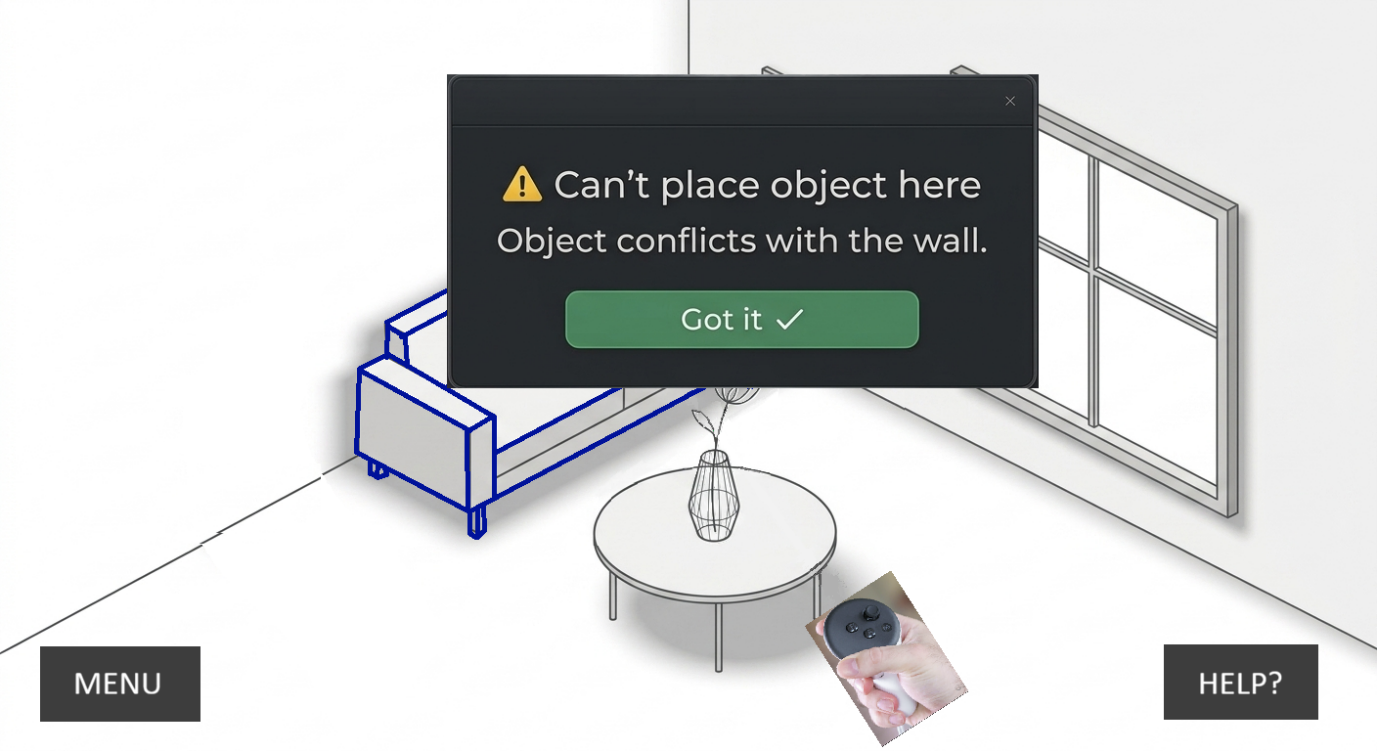 Can’t place object here
Object conflicts with the wall.
Got it
MENU
HELP?